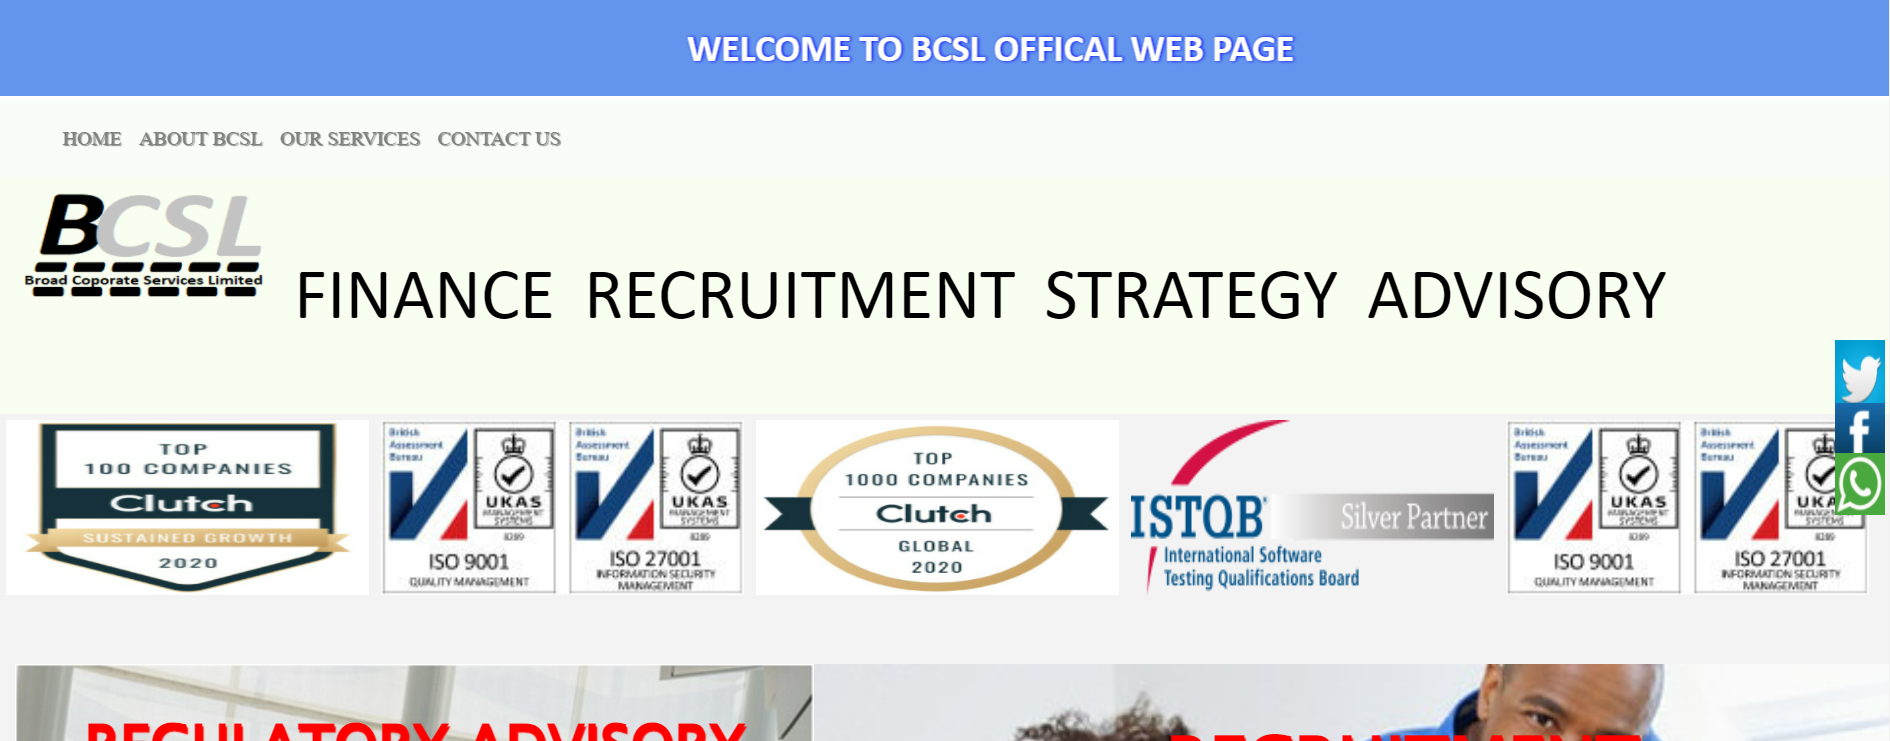 WELCOME TO BCSL OFFICAL WEB PAGE
HOME ABOUT BCSL OUR SERVICES CONTACT US
BCSL
Broad Coporate Services Limited
FINANCE RECRUITMENT STRATEGY ADVISORY
TOP
100 COMPANIES
Clutch
SUSTAINED GROWTH
2020
British
Assessment
Bureau
UKAS
MANAGEMENT
SYSTEMS
8289
ISO 9001
QUALITY MANAGEMENT
British
Assessment
Bureau
UKAS
MANAGEMENT
SYSTEMS
8289
ISO 27001
INFORMATION SECURITY
MANAGEMENT
TOP
1000 COMPANIES
Clutch
GLOBAL
2020
ISTQB®
Silver Partner
International Software
Testing Qualifications Board
British
Assessment
Bureau
UKAS
MANAGEMENT
SYSTEMS
8289
ISO 9001
QUALITY MANAGEMENT
British
Assessment
Bureau
UKA
MANAGEMENT
SYSTEMS
8289
ISO 27001
INFORMATION SECURITY
MANAGEMENT
REGULATORY ADVISORY
RECRUITMENT